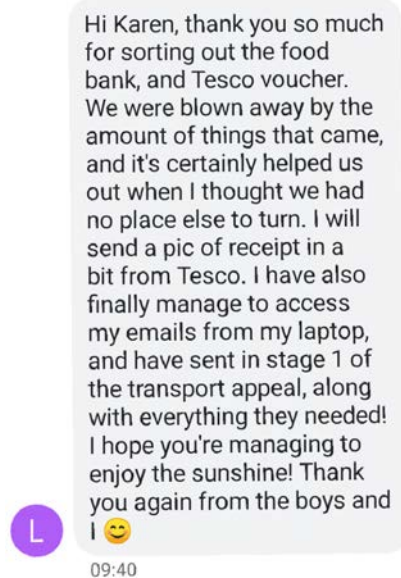 Hi Karen, thank you so much
for sorting out the food
bank, and Tesco voucher.
We were blown away by the
amount of things that came,
and it's certainly helped us
out when I thought we had
no place else to turn. I will
send a pic of receipt in a
bit from Tesco. I have also
finally manage to access
my emails from my laptop,
and have sent in stage 1 of
the transport appeal, along
with everything they needed!
I hope you're managing to
enjoy the sunshine! Thank
you again from the boys and
I 😊
L
09:40